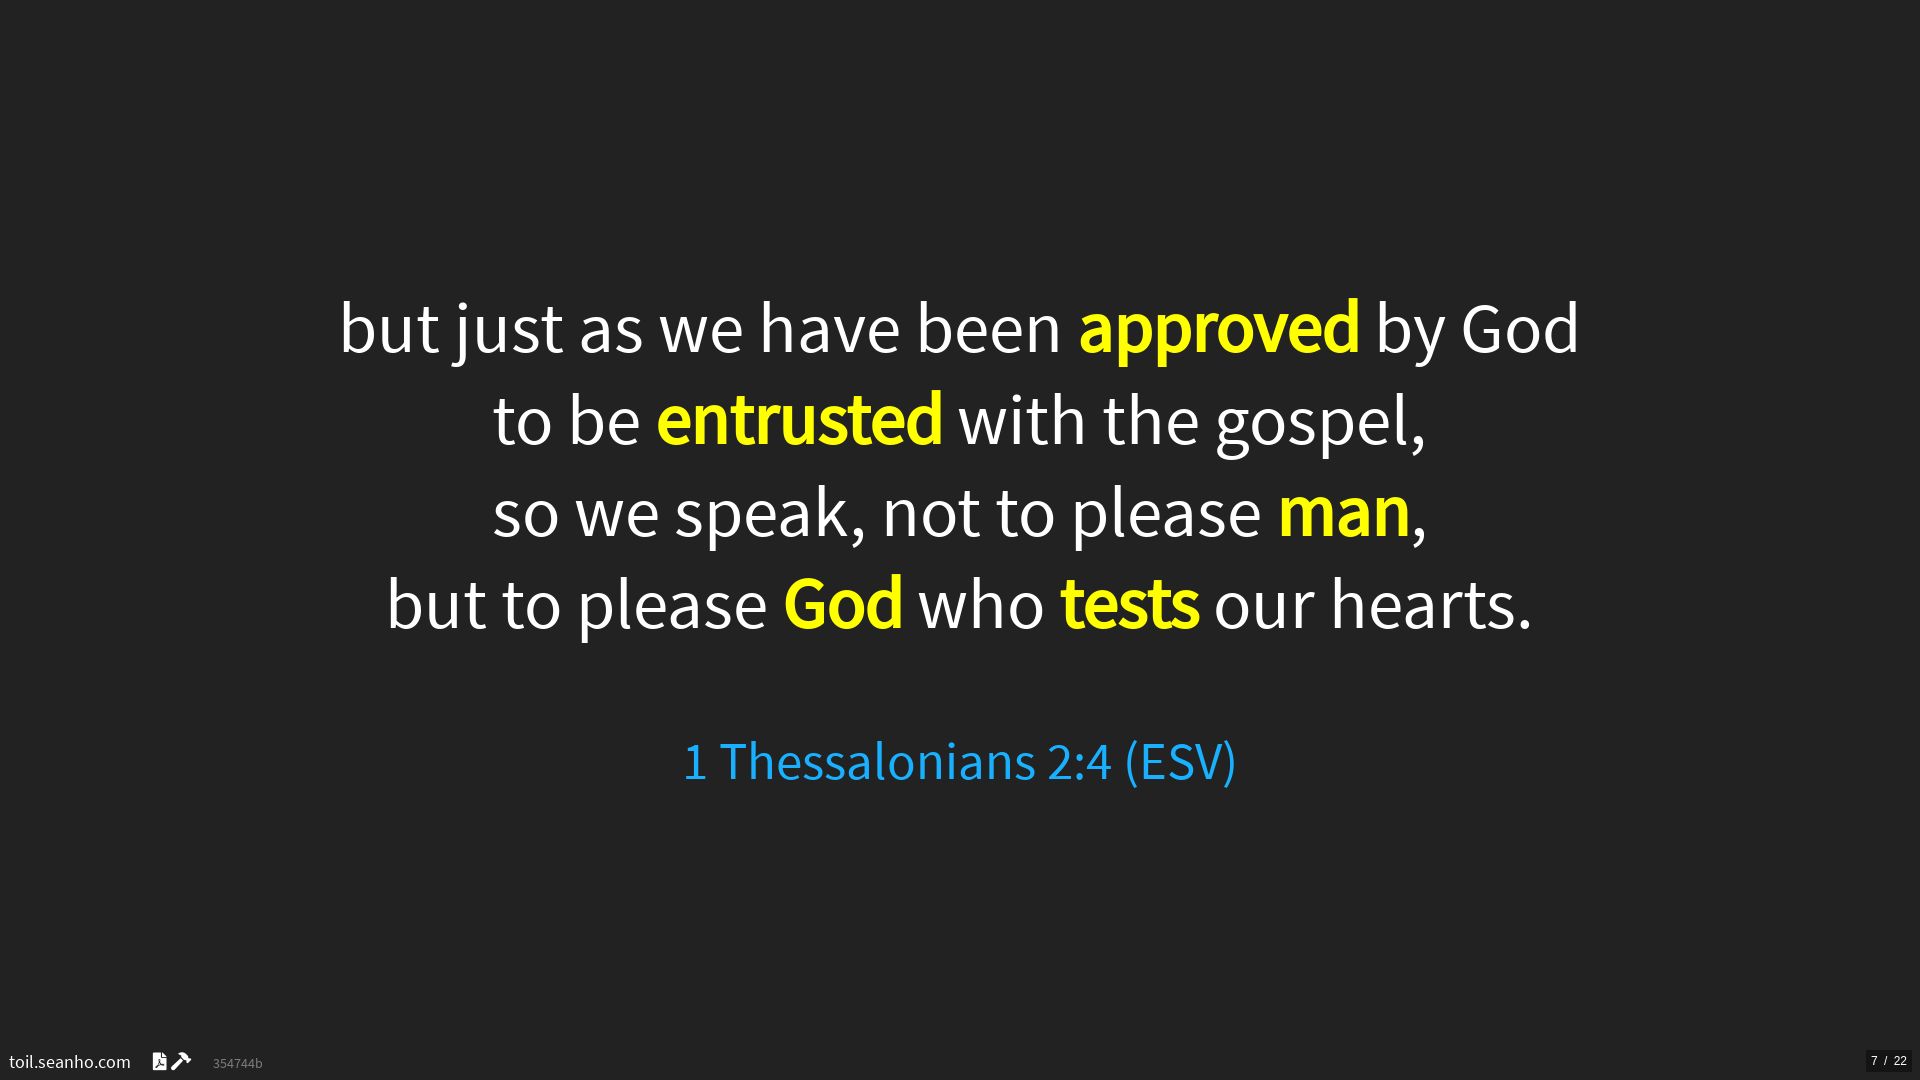 but just as we have been approved by God
to be entrusted with the gospel,
so we speak, not to please man,
but to please God who tests our hearts.
1 Thessalonians 2:4 (ESV)
toil.seanho.com 354744b
7 / 22